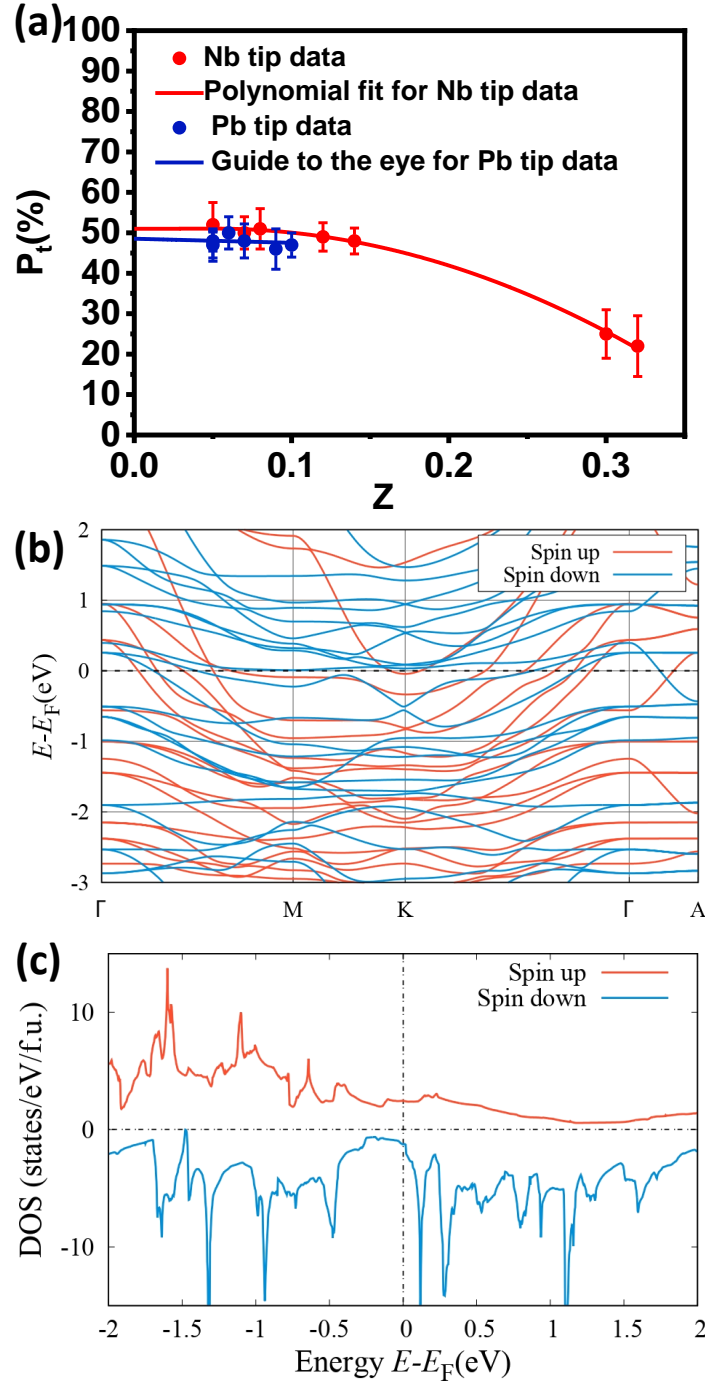 (a)
100
90
80
70
60
50
40
30
20
10
0
P_t(%)
Nb tip data
Polynomial fit for Nb tip data
Pb tip data
Guide to the eye for Pb tip data
0.0 0.1 0.2 0.3
Z
(b)
2
1
0
-1
-2
-3
E-E_F(eV)
Spin up
Spin down
Γ M K Γ A
(c)
10
0
-10
DOS (states/eV/f.u.)
Spin up
Spin down
-2 -1.5 -1 -0.5 0 0.5 1 1.5 2
Energy E-E_F(eV)